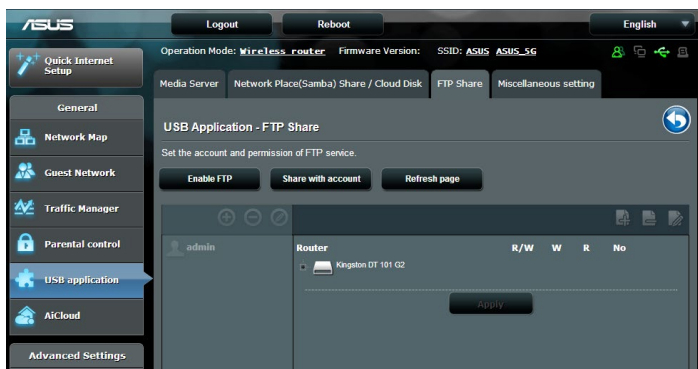 ASUS
Logout
Reboot
English
Quick Internet
Setup
Operation Mode: Wireless router Firmware Version: SSID: ASUS ASUS_5G
Media Server
Network Place(Samba) Share / Cloud Disk
FTP Share
Miscellaneous setting
General
Network Map
Guest Network
Traffic Manager
Parental control
USB application
AiCloud
Advanced Settings
USB Application - FTP Share
Set the account and permission of FTP service.
Enable FTP
Share with account
Refresh page
admin
Router R/W W R No
Kingston DT 101 G2
Apply